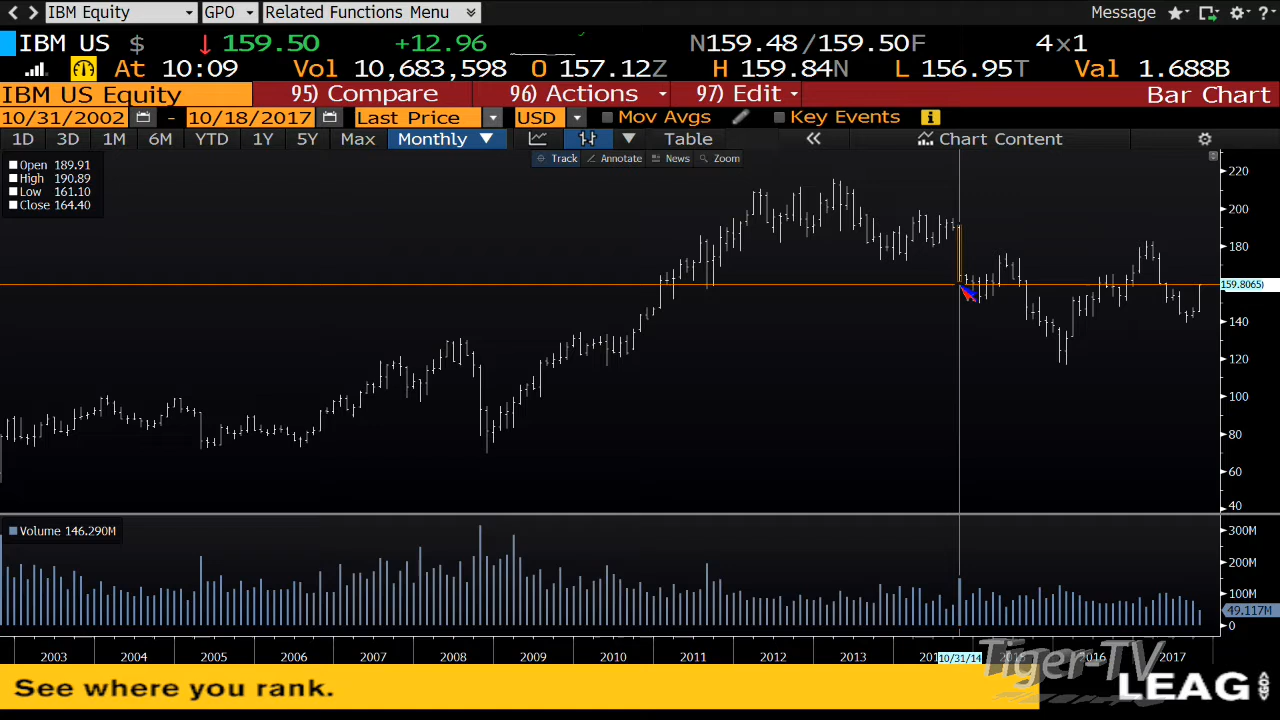 IBM Equity GPO Related Functions Menu Message ?
IBM US $ ↓ 159.50 +12.96 N159.48/159.50F 4x1
At 10:09 Vol 10,683,598 O 157.12Z H 159.84N L 156.95T Val 1.688B
IBM US Equity 95) Compare 96) Actions 97) Edit Bar Chart
10/31/2002 - 10/18/2017 Last Price USD Mov Avgs Key Events i
1D 3D 1M 6M YTD 1Y 5Y Max Monthly ▼ Table « Chart Content
Track Annotate News Zoom
Open 189.91
High 190.89
Low 161.10
Close 164.40
220
200
180
159.8065)
140
120
100
80
60
40
Volume 146.290M
300M
200M
100M
49.117M
0
2003 2004 2005 2006 2007 2008 2009 2010 2011 2012 2013 201 10/31/14 2015 2016 2017
Tiger-TV
See where you rank.
LEAG